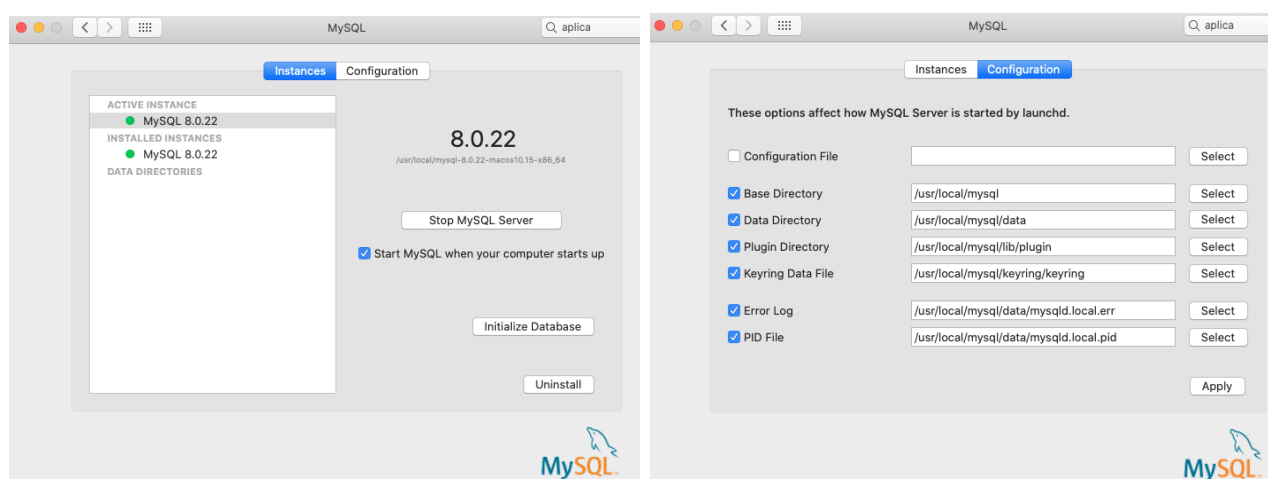 MySQL
aplica
Instances
Configuration
ACTIVE INSTANCE
MySQL 8.0.22
INSTALLED INSTANCES
MySQL 8.0.22
DATA DIRECTORIES
8.0.22
/usr/local/mysql-8.0.22-macos10.15-x86_64
Stop MySQL Server
Start MySQL when your computer starts up
Initialize Database
Uninstall
MySQL
MySQL
aplica
Instances
Configuration
These options affect how MySQL Server is started by launchd.
Configuration File
Select
Base Directory
/usr/local/mysql
Select
Data Directory
/usr/local/mysql/data
Select
Plugin Directory
/usr/local/mysql/lib/plugin
Select
Keyring Data File
/usr/local/mysql/keyring/keyring
Select
Error Log
/usr/local/mysql/data/mysqld.local.err
Select
PID File
/usr/local/mysql/data/mysqld.local.pid
Select
Apply
MySQL